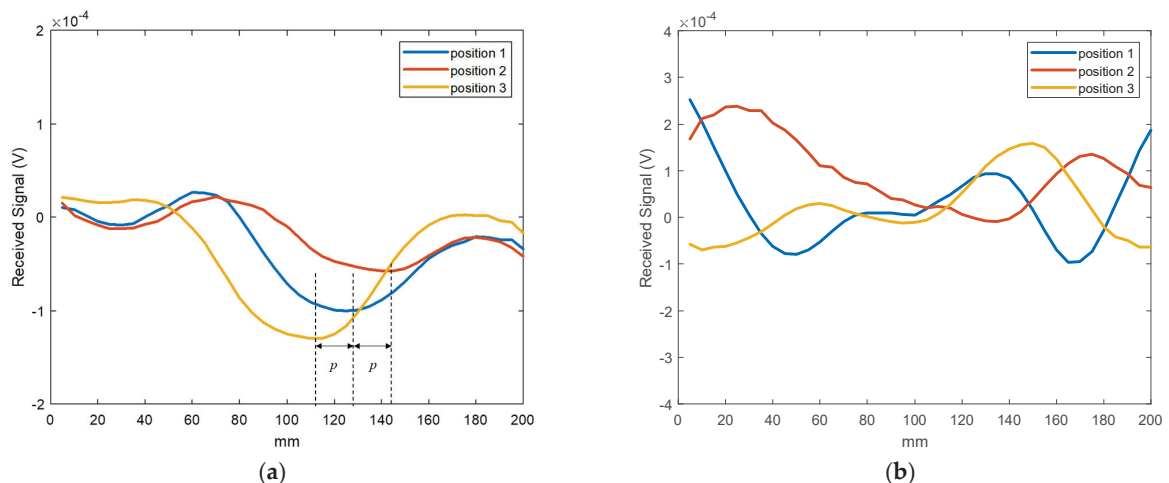 ×10⁻⁴
2
1
0
-1
-2
Received Signal (V)
position 1
position 2
position 3
p p
0 20 40 60 80 100 120 140 160 180 200
mm
(a)
×10⁻⁴
4
3
2
1
0
-1
-2
-3
-4
Received Signal (V)
position 1
position 2
position 3
0 20 40 60 80 100 120 140 160 180 200
mm
(b)